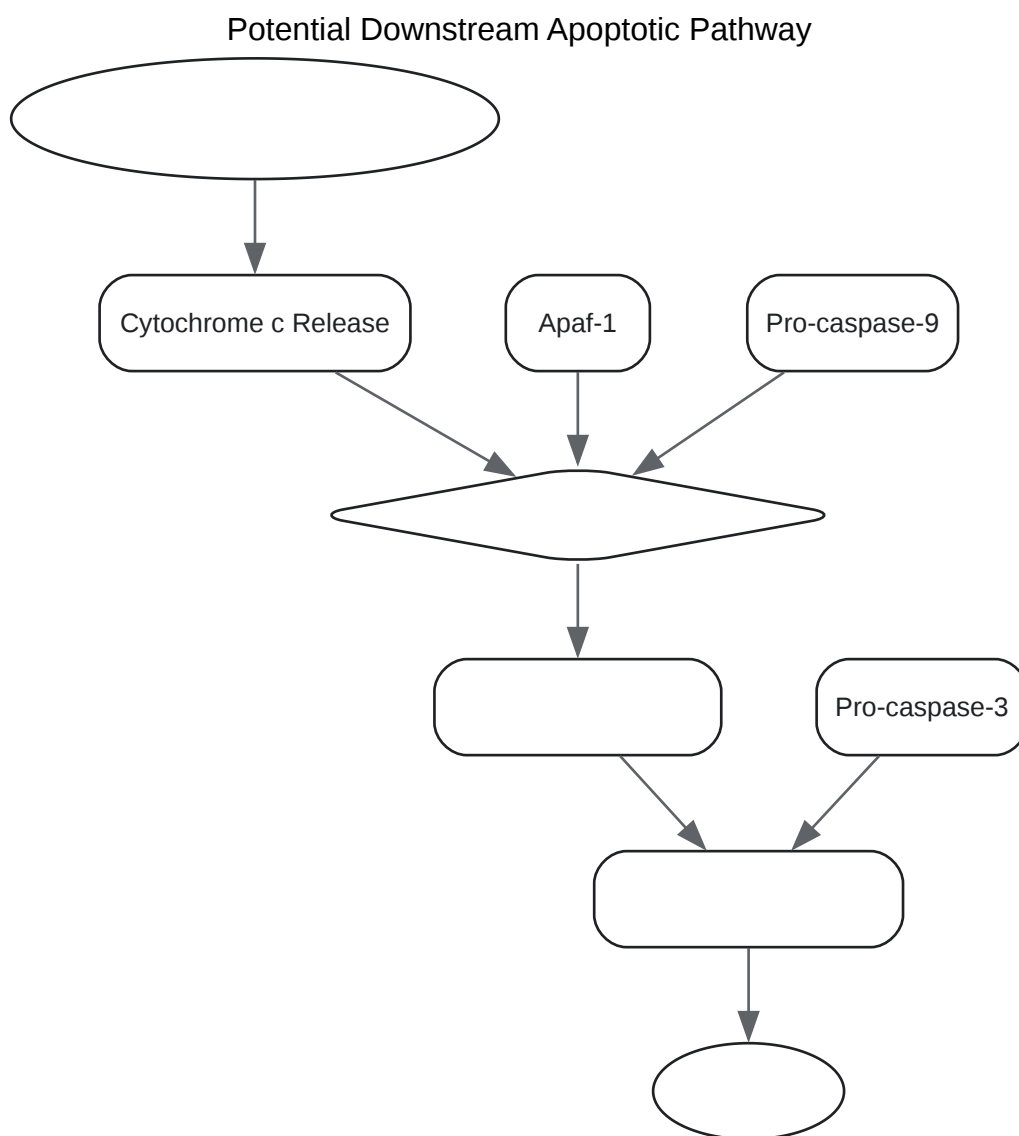 Potential Downstream Apoptotic Pathway
Cytochrome c Release
Apaf-1
Pro-caspase-9
Pro-caspase-3